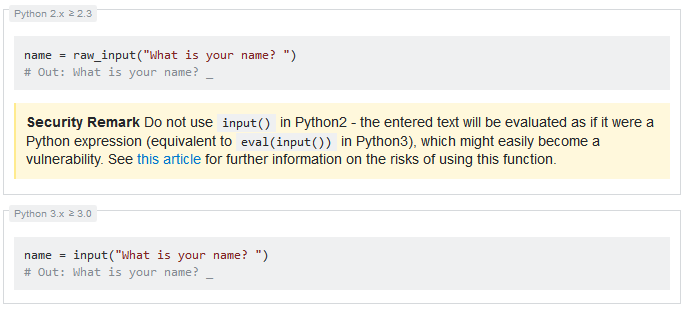 Python 2.x ≥ 2.3
name = raw_input("What is your name? ")
# Out: What is your name? _
Security Remark Do not use input() in Python2 - the entered text will be evaluated as if it were a
Python expression (equivalent to eval(input()) in Python3), which might easily become a
vulnerability. See this article for further information on the risks of using this function.
Python 3.x ≥ 3.0
name = input("What is your name? ")
# Out: What is your name? _